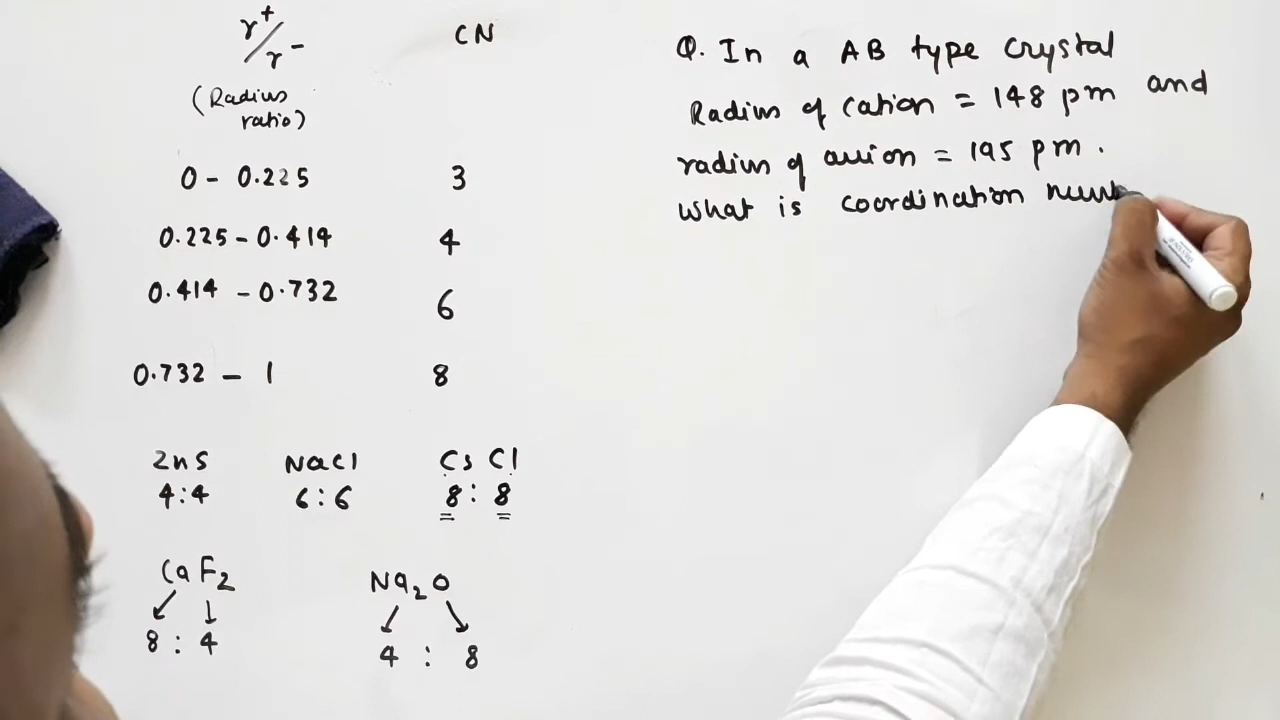 r+/r- CN
(Radius
ratio)
0 - 0.225 3
0.225 - 0.414 4
0.414 - 0.732 6
0.732 - 1 8
ZnS NaCl CsCl
4:4 6:6 8:8
CaF2 Na2O
8 : 4 4 : 8
Q. In a AB type crystal
Radius of cation = 148 pm and
radius of anion = 195 pm.
What is coordination